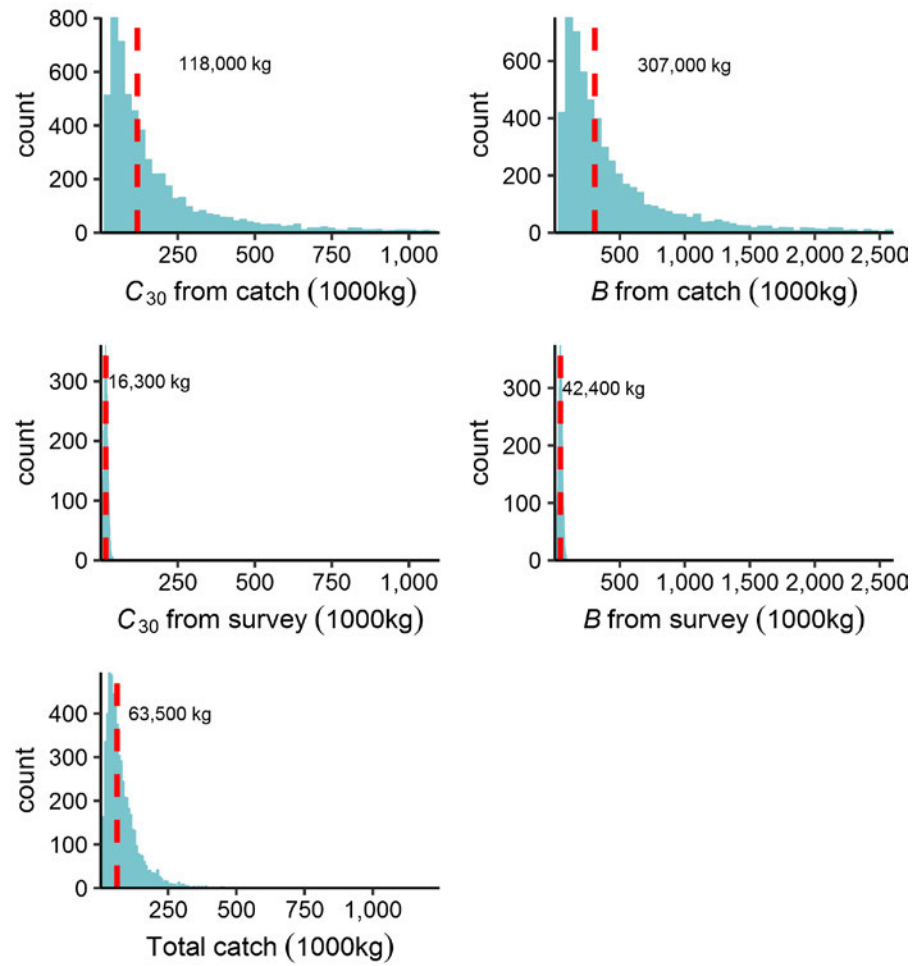 800
600
400
200
0
count
118,000 kg
250 500 750 1,000
C30 from catch (1000kg)
600
400
200
0
count
307,000 kg
500 1,000 1,500 2,000 2,500
B from catch (1000kg)
300
200
100
0
count
16,300 kg
250 500 750 1,000
C30 from survey (1000kg)
300
200
100
0
count
42,400 kg
500 1,000 1,500 2,000 2,500
B from survey (1000kg)
400
300
200
100
0
count
63,500 kg
250 500 750 1,000
Total catch (1000kg)